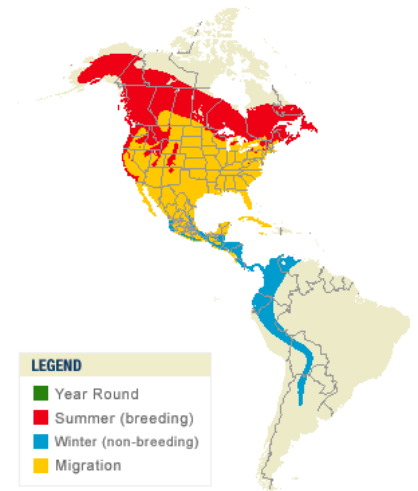 LEGEND
Year Round
Summer (breeding)
Winter (non-breeding)
Migration